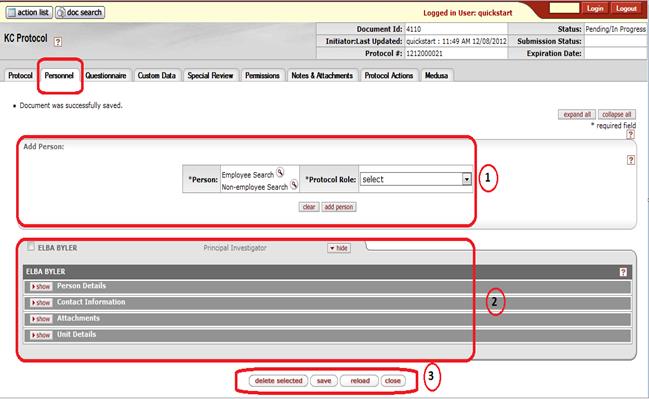 action list doc search
Logged in User: quickstart Login Logout
KC Protocol ?
Document Id: 4110 Status: Pending/In Progress
Initiator:Last Updated: quickstart : 11:49 AM 12/08/2012 Submission Status:
Protocol #: 1212000021 Expiration Date:
Protocol Personnel Questionnaire Custom Data Special Review Permissions Notes & Attachments Protocol Actions Medusa
Document was successfully saved.
expand all collapse all
* required field
?
Add Person:
?
*Person: Employee Search *Protocol Role: select 1
Non-employee Search
clear add person
ELBA BYLER Principal Investigator hide
ELBA BYLER ?
show Person Details
show Contact Information 2
show Attachments
show Unit Details
delete selected save reload close 3